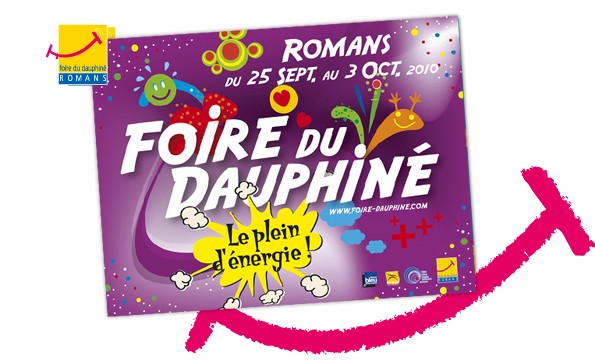 foire du dauphiné
ROMANS
ROMANS
DU 25 SEPT. AU 3 OCT. 2010
FOIRE DU
DAUPHINÉ
WWW.FOIRE-DAUPHINE.COM
Le plein
d'énergie !
bleu